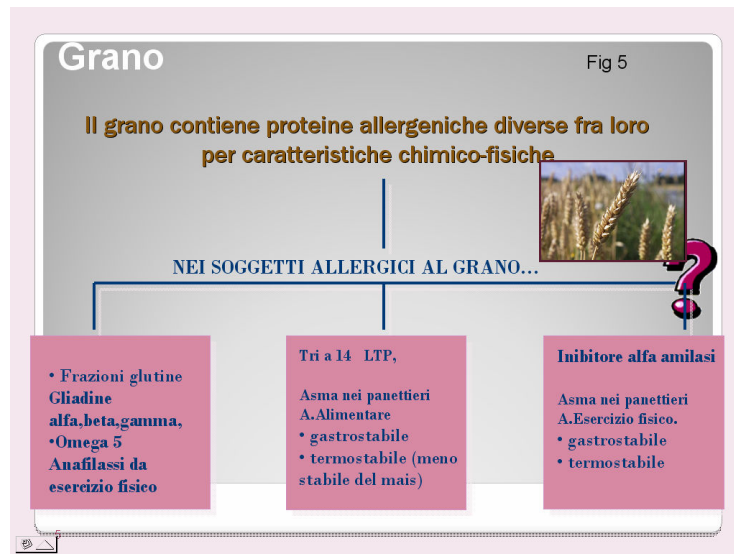 Grano
Fig 5
Il grano contiene proteine allergeniche diverse fra loro
per caratteristiche chimico-fisiche
NEI SOGGETTI ALLERGICI AL GRANO…
• Frazioni glutine
Gliadine
alfa,beta,gamma,
•Omega 5
Anafilassi da
esercizio fisico
Tri a 14 LTP,
Asma nei panettieri
A.Alimentare
• gastrostabile
• termostabile (meno
stabile del mais)
Inibitore alfa amilasi
Asma nei panettieri
A.Esercizio fisico.
• gastrostabile
• termostabile
?
5